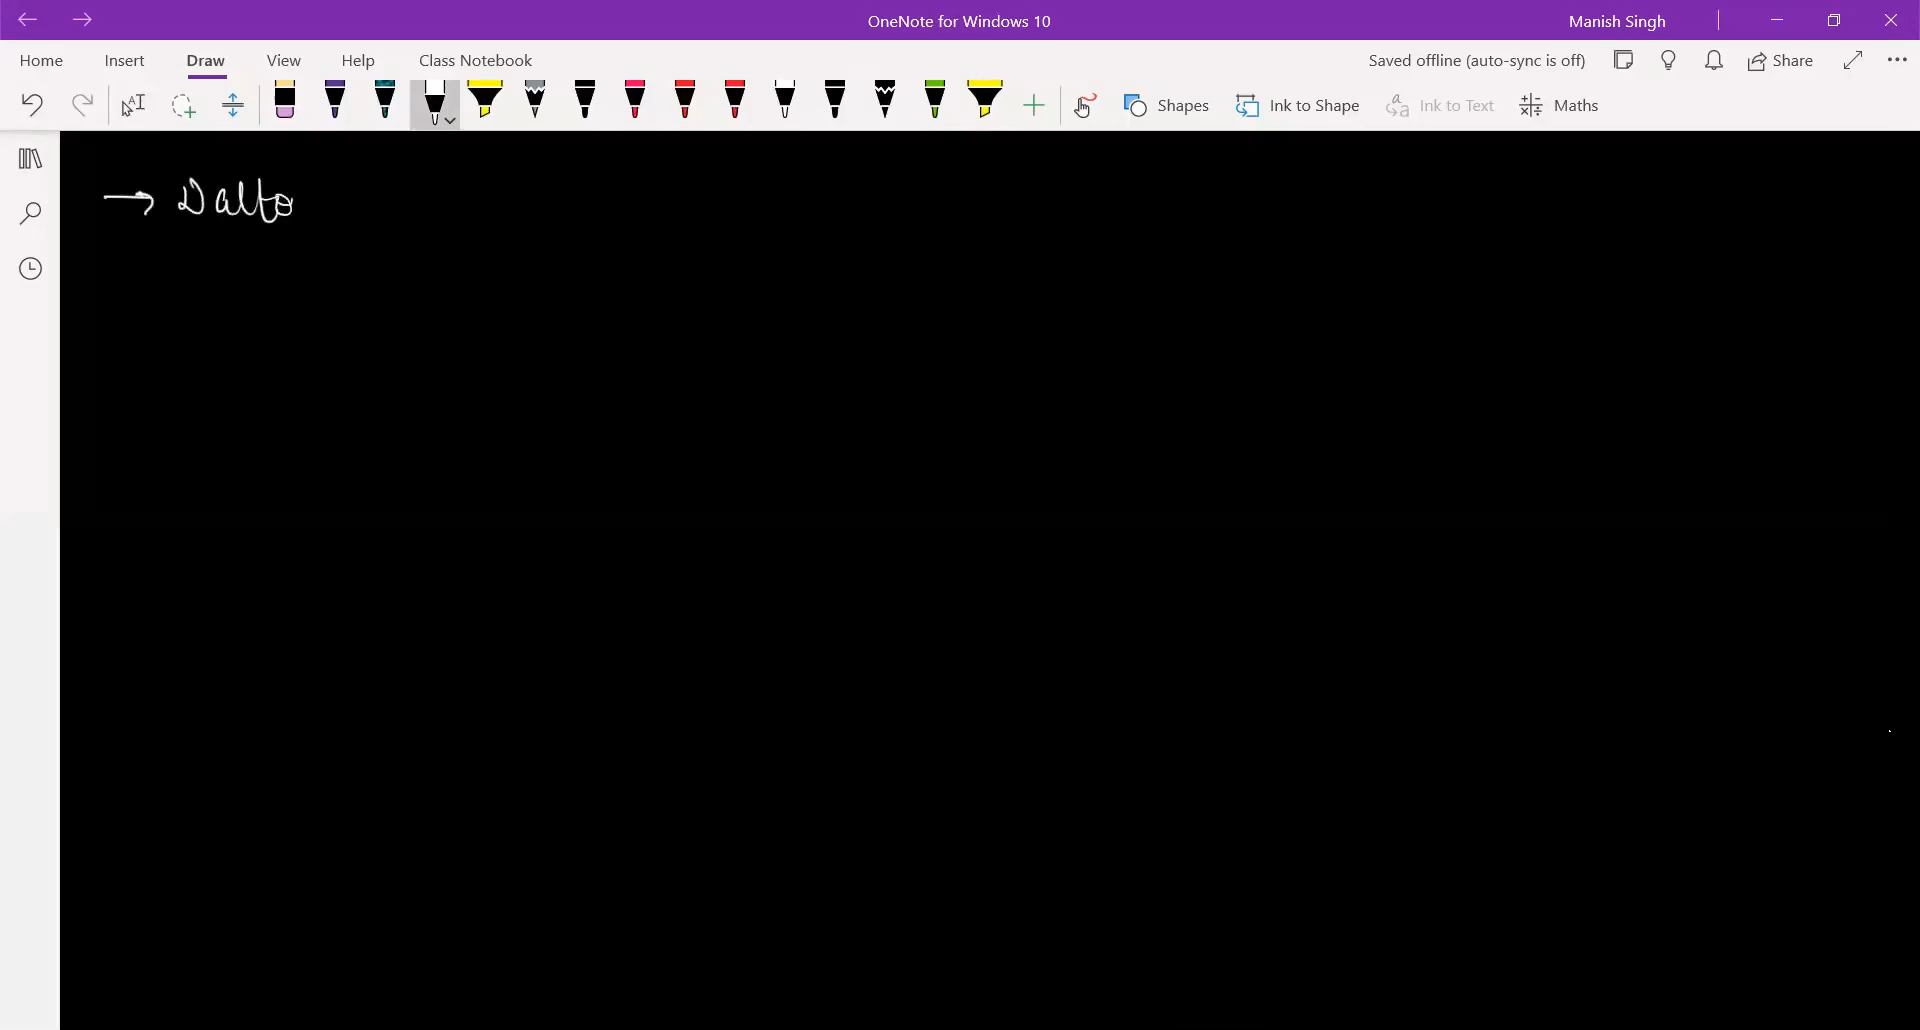 OneNote for Windows 10
Manish Singh
Home Insert Draw View Help Class Notebook
Saved offline (auto-sync is off) Share
Shapes Ink to Shape Ink to Text Maths
→ Dalto